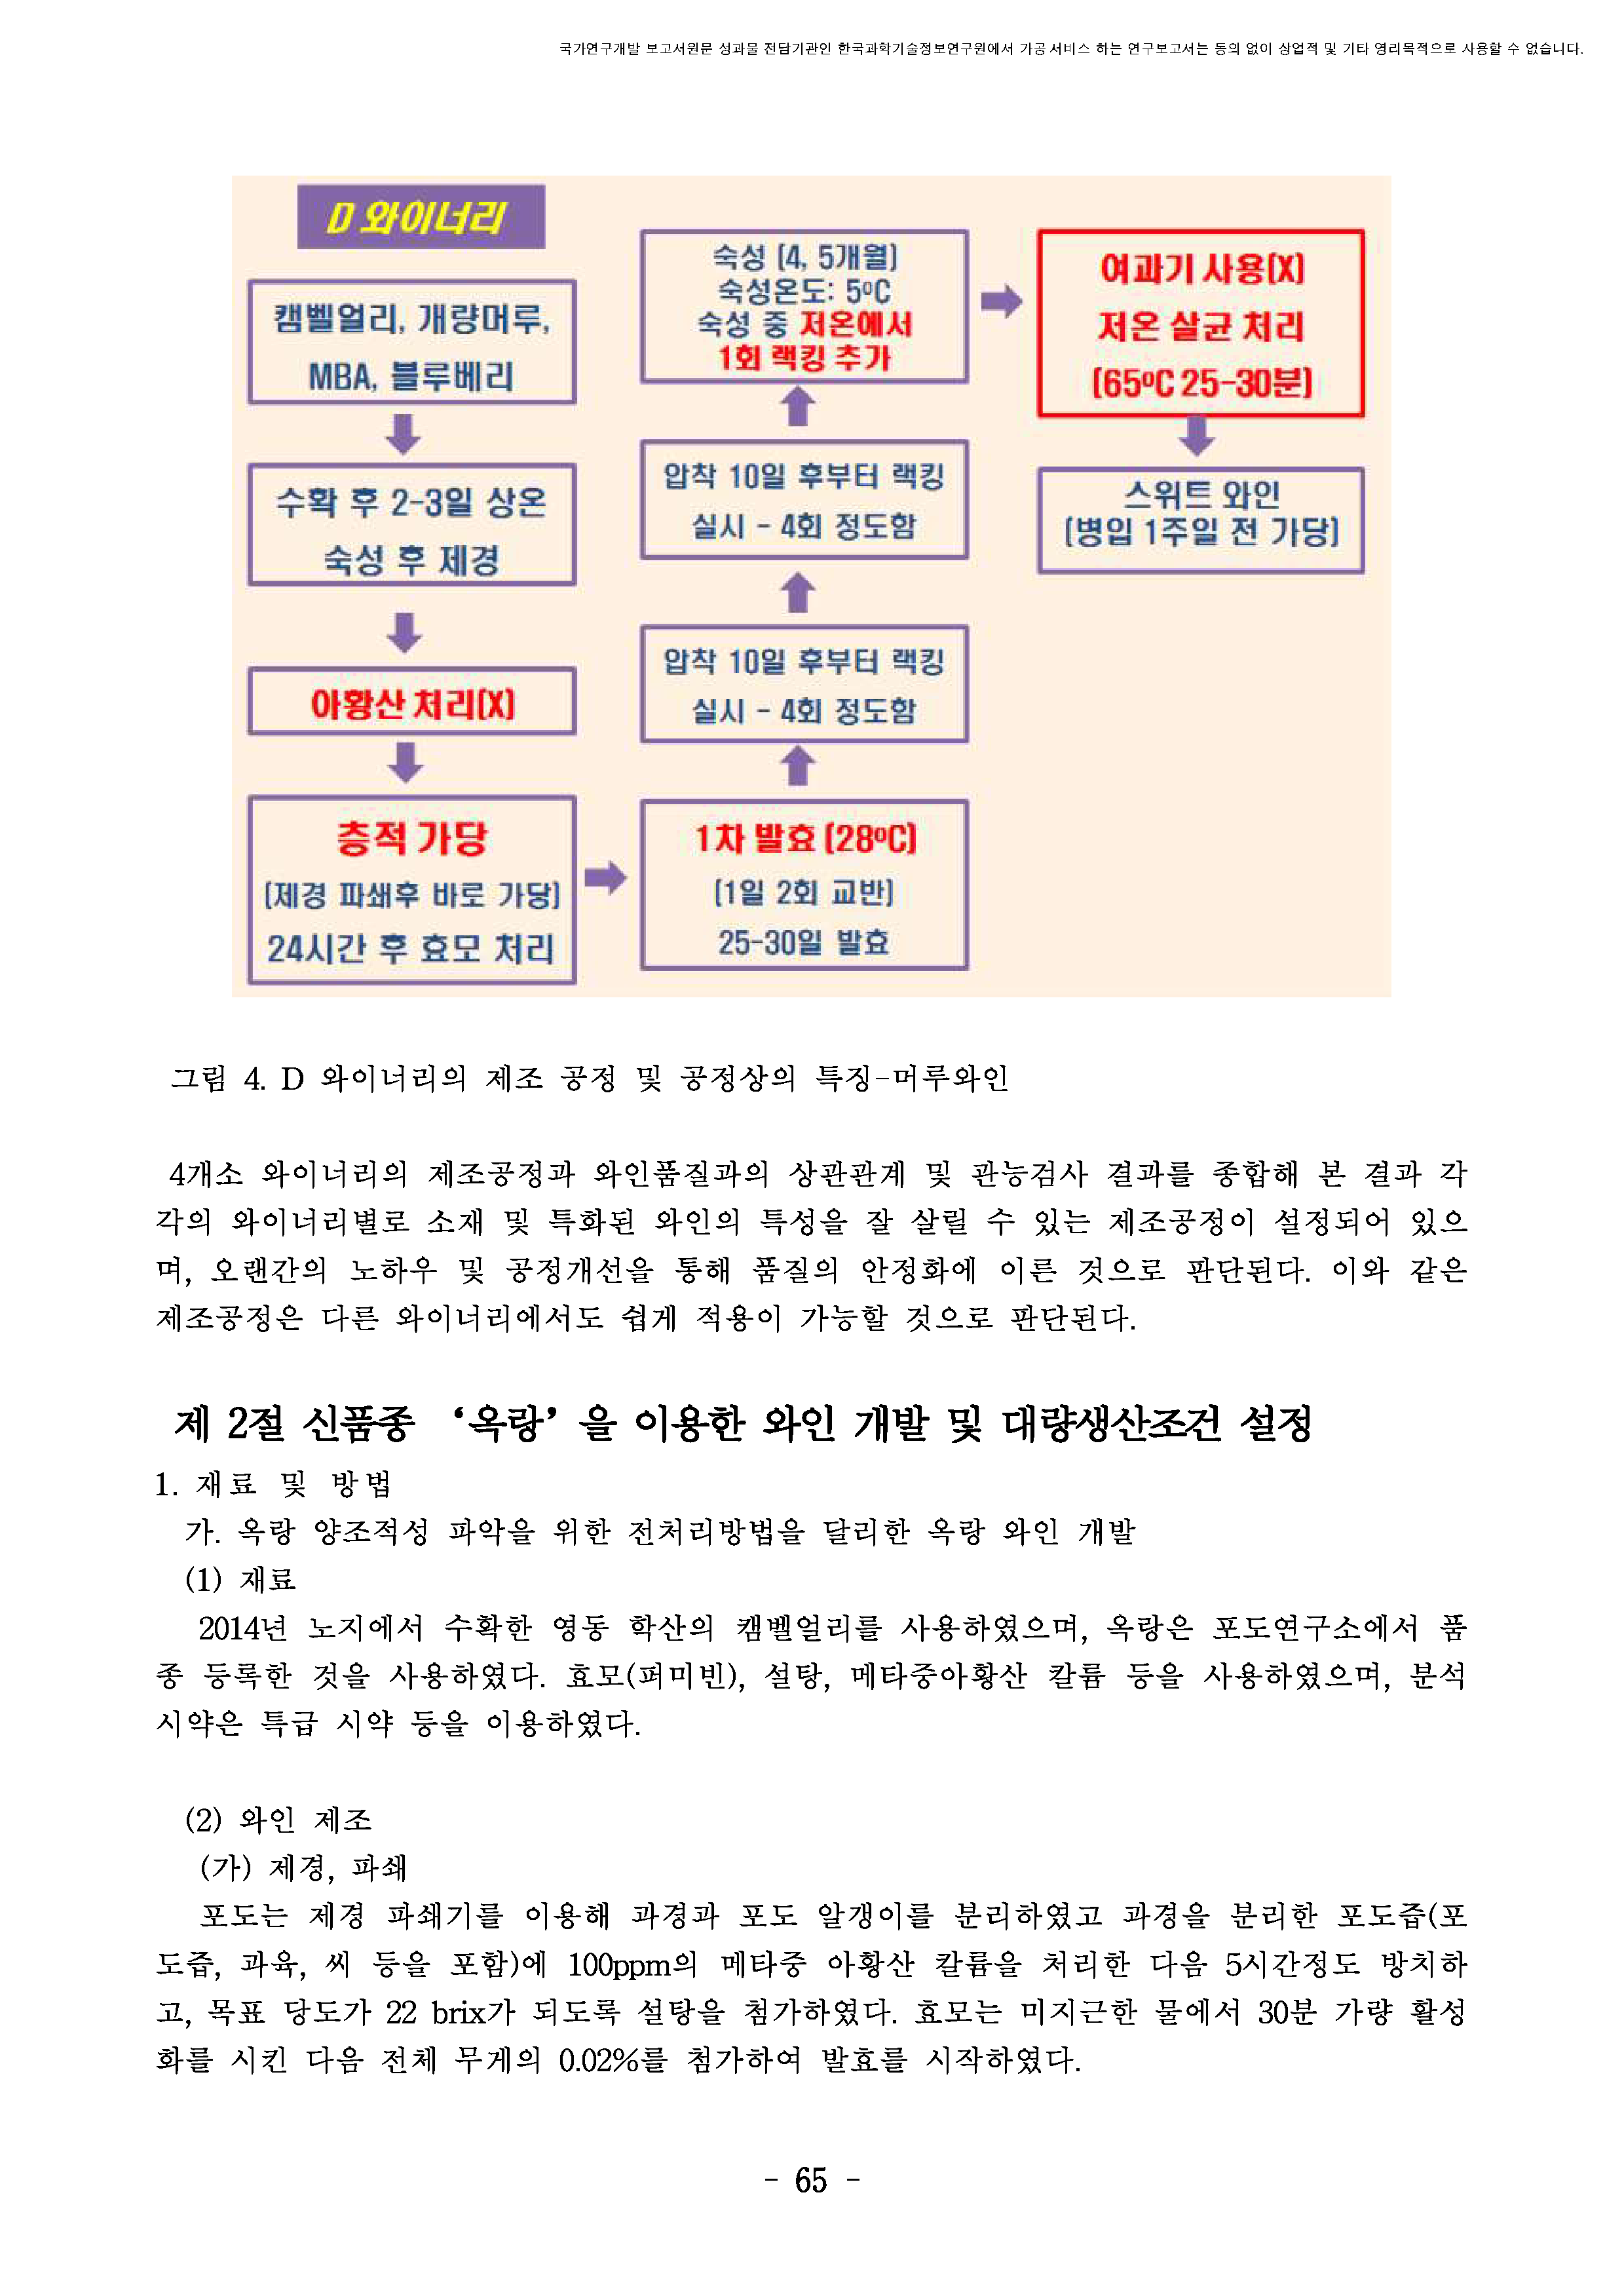 국가연구개발 보고서원문 성과물 전담기관인 한국과학기술정보연구원에서 가공·서비스 하는 연구보고서는 동의 없이 상업적 및 기타 영리목적으로 사용할 수 없습니다.
D 와이너리
캠벨얼리, 개량머루,
MBA, 블루베리
수확 후 2-3일 상온
숙성 후 제경
아황산 처리(X)
층적 가당
(제경 파쇄후 바로 가당)
24시간 후 효모 처리
1차 발효 (28ºC)
(1일 2회 교반)
25-30일 발효
압착 10일 후부터 랙킹
실시 - 4회 정도함
압착 10일 후부터 랙킹
실시 - 4회 정도함
숙성 (4, 5개월)
숙성온도: 5ºC
숙성 중 저온에서
1회 랙킹 추가
여과기 사용(X)
저온 살균 처리
(65ºC 25-30분)
스위트 와인
(병입 1주일 전 가당)
그림 4. D 와이너리의 제조 공정 및 공정상의 특징-머루와인
4개소 와이너리의 제조공정과 와인품질과의 상관관계 및 관능검사 결과를 종합해 본 결과 각
각의 와이너리별로 소재 및 특화된 와인의 특성을 잘 살릴 수 있는 제조공정이 설정되어 있으
며, 오랜간의 노하우 및 공정개선을 통해 품질의 안정화에 이른 것으로 판단된다. 이와 같은
제조공정은 다른 와이너리에서도 쉽게 적용이 가능할 것으로 판단된다.
제 2절 신품종 ‘옥랑’을 이용한 와인 개발 및 대량생산조건 설정
1. 재료 및 방법
가. 옥랑 양조적성 파악을 위한 전처리방법을 달리한 옥랑 와인 개발
(1) 재료
2014년 노지에서 수확한 영동 학산의 캠벨얼리를 사용하였으며, 옥랑은 포도연구소에서 품
종 등록한 것을 사용하였다. 효모(퍼미빈), 설탕, 메타중아황산 칼륨 등을 사용하였으며, 분석
시약은 특급 시약 등을 이용하였다.
(2) 와인 제조
(가) 제경, 파쇄
포도는 제경 파쇄기를 이용해 과경과 포도 알갱이를 분리하였고 과경을 분리한 포도즙(포
도즙, 과육, 씨 등을 포함)에 100ppm의 메타중 아황산 칼륨을 처리한 다음 5시간정도 방치하
고, 목표 당도가 22 brix가 되도록 설탕을 첨가하였다. 효모는 미지근한 물에서 30분 가량 활성
화를 시킨 다음 전체 무게의 0.02%를 첨가하여 발효를 시작하였다.
- 65 -